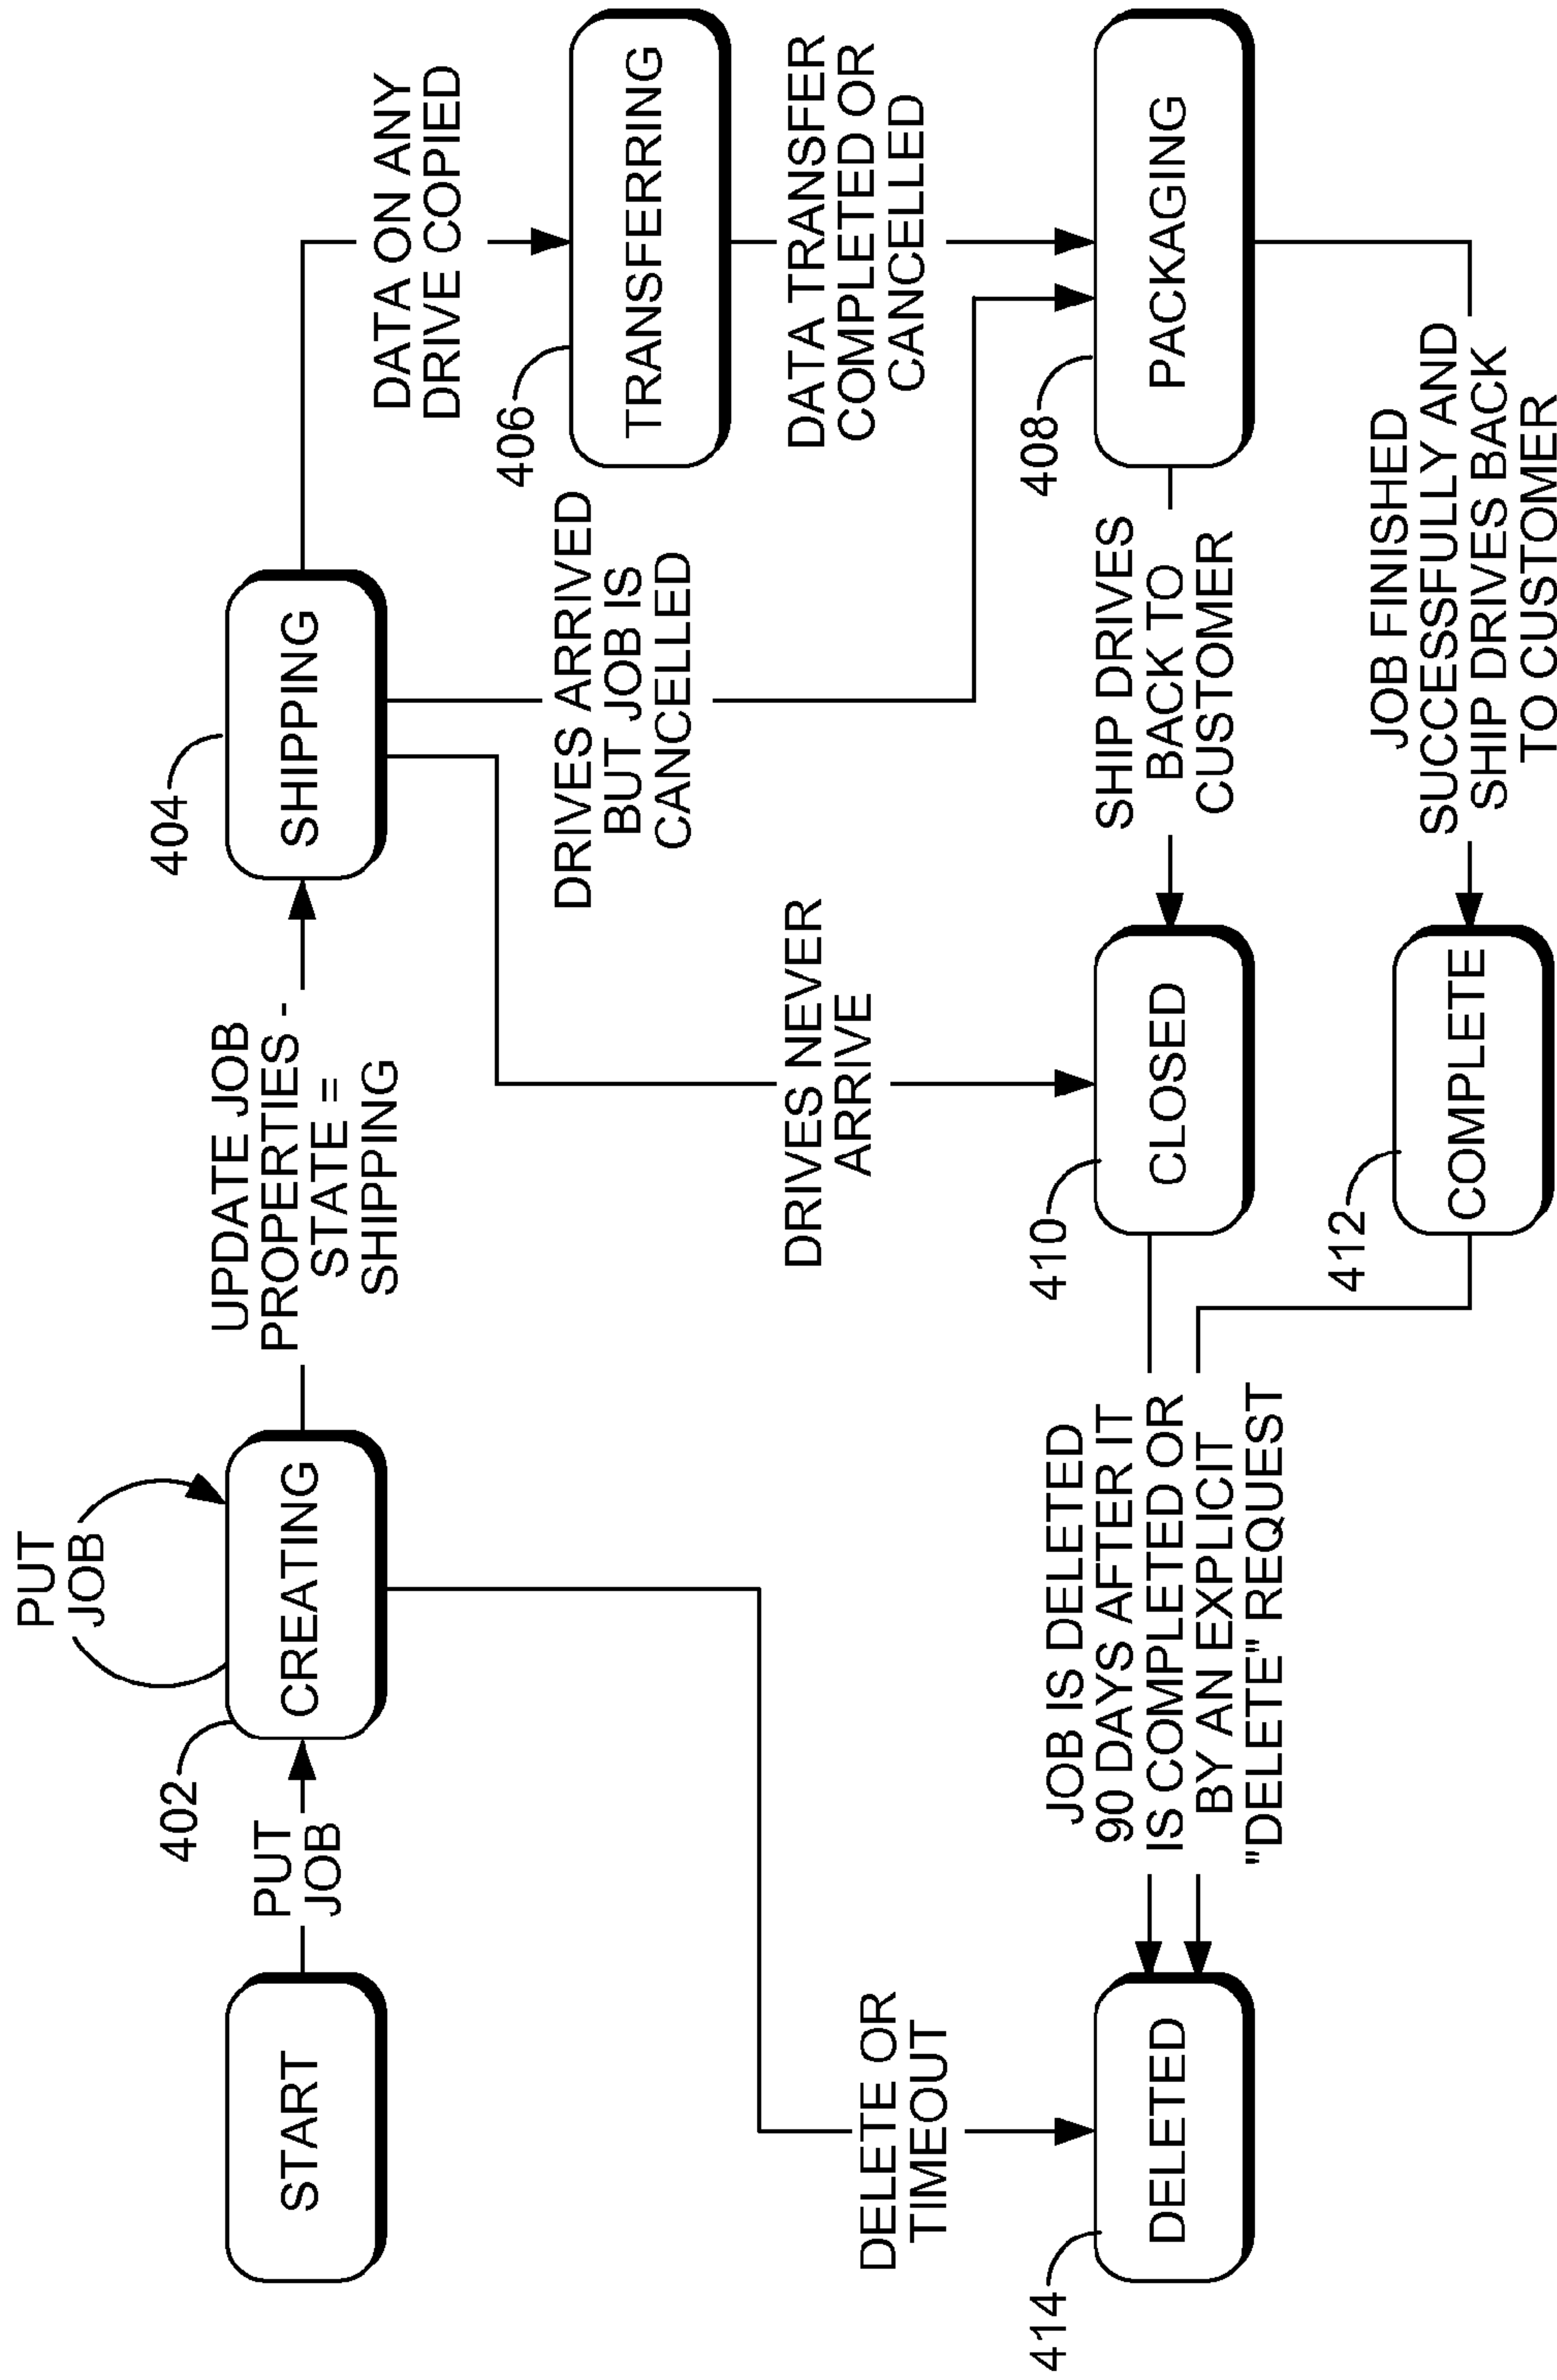 START
PUT
JOB
402
CREATING
PUT
JOB
UPDATE JOB
PROPERTIES -
STATE =
SHIPPING
404
SHIPPING
DATA ON ANY
DRIVE COPIED
406
TRANSFERRING
DRIVES ARRIVED
BUT JOB IS
CANCELLED
DATA TRANSFER
COMPLETED OR
CANCELLED
DRIVES NEVER
ARRIVE
DELETE OR
TIMEOUT
414
DELETED
JOB IS DELETED
90 DAYS AFTER IT
IS COMPLETED OR
BY AN EXPLICIT
"DELETE" REQUEST
410
CLOSED
SHIP DRIVES
BACK TO
CUSTOMER
408
PACKAGING
412
COMPLETE
JOB FINISHED
SUCCESSFULLY AND
SHIP DRIVES BACK
TO CUSTOMER